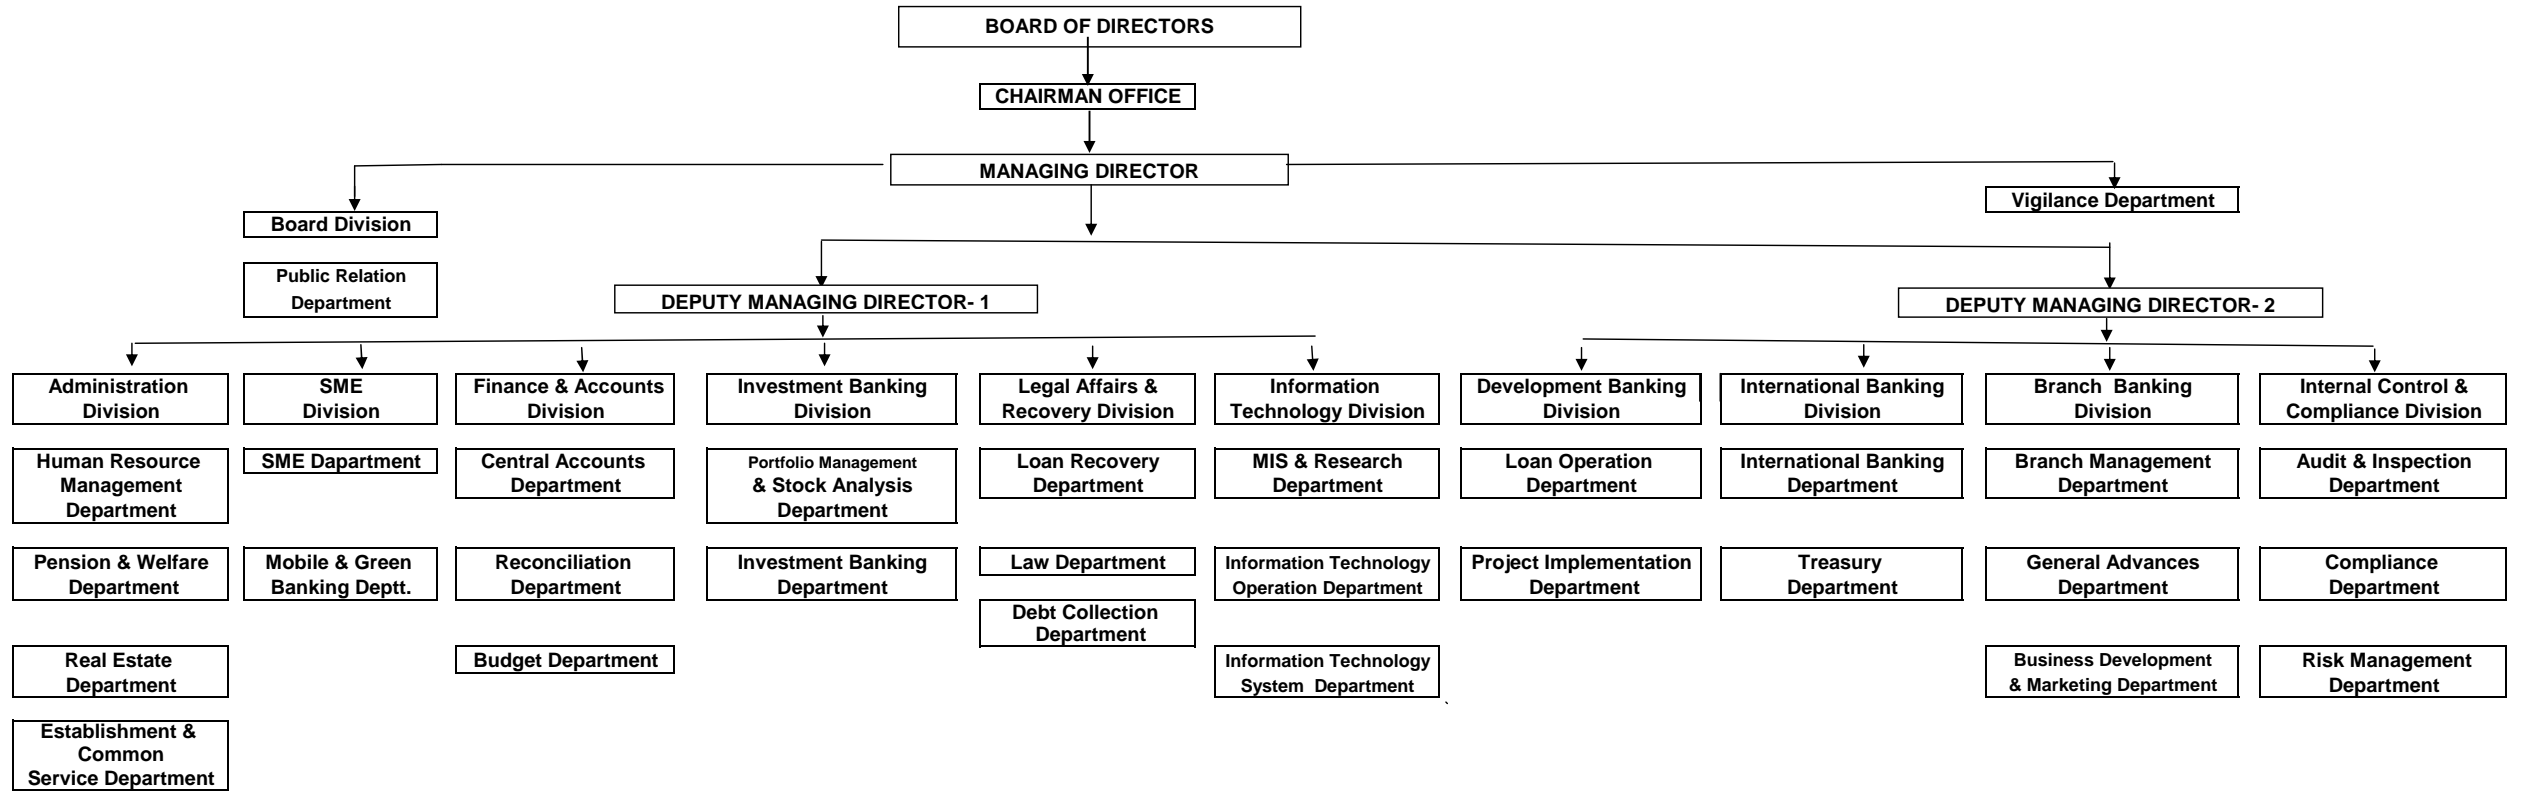 BOARD OF DIRECTORS
CHAIRMAN OFFICE
MANAGING DIRECTOR
Board Division
Vigilance Department
Public Relation
Department
DEPUTY MANAGING DIRECTOR- 1
DEPUTY MANAGING DIRECTOR- 2
Administration
Division
SME
Division
Finance & Accounts
Division
Investment Banking
Division
Legal Affairs &
Recovery Division
Information
Technology Division
Development Banking
Division
International Banking
Division
Branch Banking
Division
Internal Control &
Compliance Division
Human Resource
Management
Department
SME Dapartment
Central Accounts
Department
Portfolio Management
& Stock Analysis
Department
Loan Recovery
Department
MIS & Research
Department
Loan Operation
Department
International Banking
Department
Branch Management
Department
Audit & Inspection
Department
Pension & Welfare
Department
Mobile & Green
Banking Deptt.
Reconciliation
Department
Investment Banking
Department
Law Department
Information Technology
Operation Department
Project Implementation
Department
Treasury
Department
General Advances
Department
Compliance
Department
Debt Collection
Department
Real Estate
Department
Budget Department
Information Technology
System Department
Business Development
& Marketing Department
Risk Management
Department
Establishment &
Common
Service Department